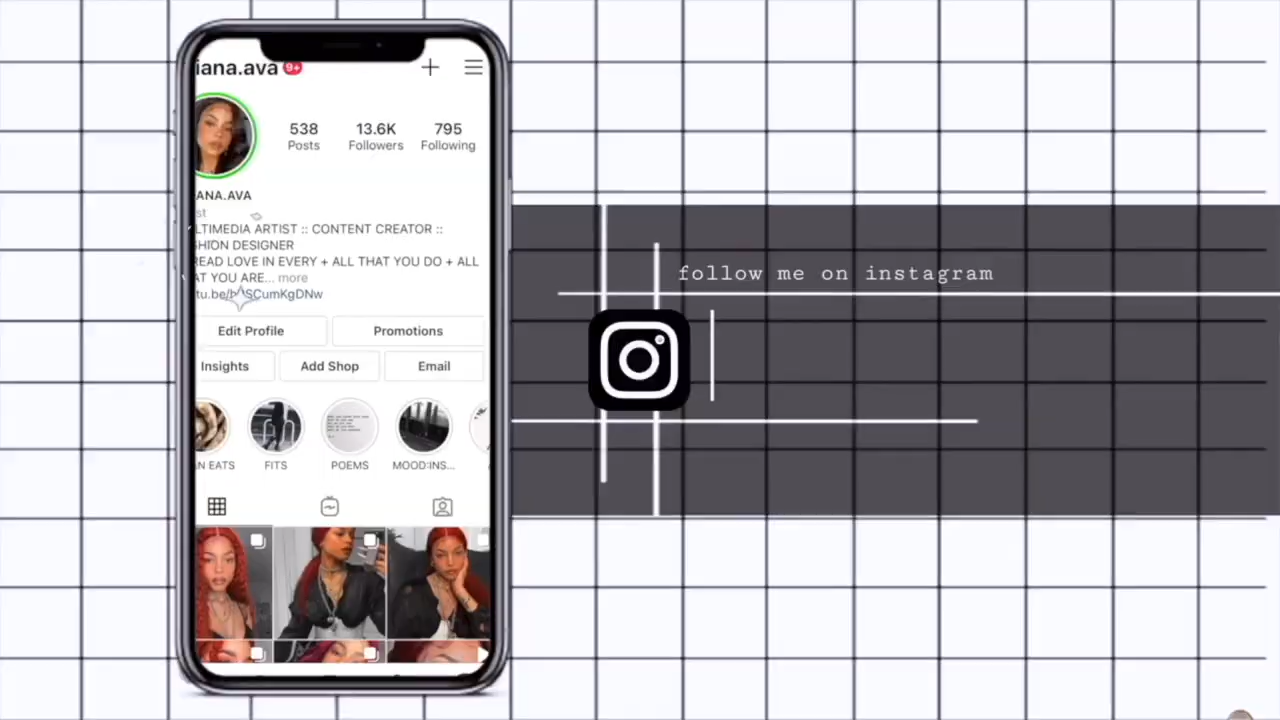 iana.ava 9+
538 13.6K 795
Posts Followers Following
ANA.AVA
st
LTIMEDIA ARTIST :: CONTENT CREATOR ::
SHION DESIGNER
READ LOVE IN EVERY + ALL THAT YOU DO + ALL
AT YOU ARE... more
Edit Profile Promotions
Insights Add Shop Email
N EATS FITS POEMS MOOD:INS...
follow me on instagram